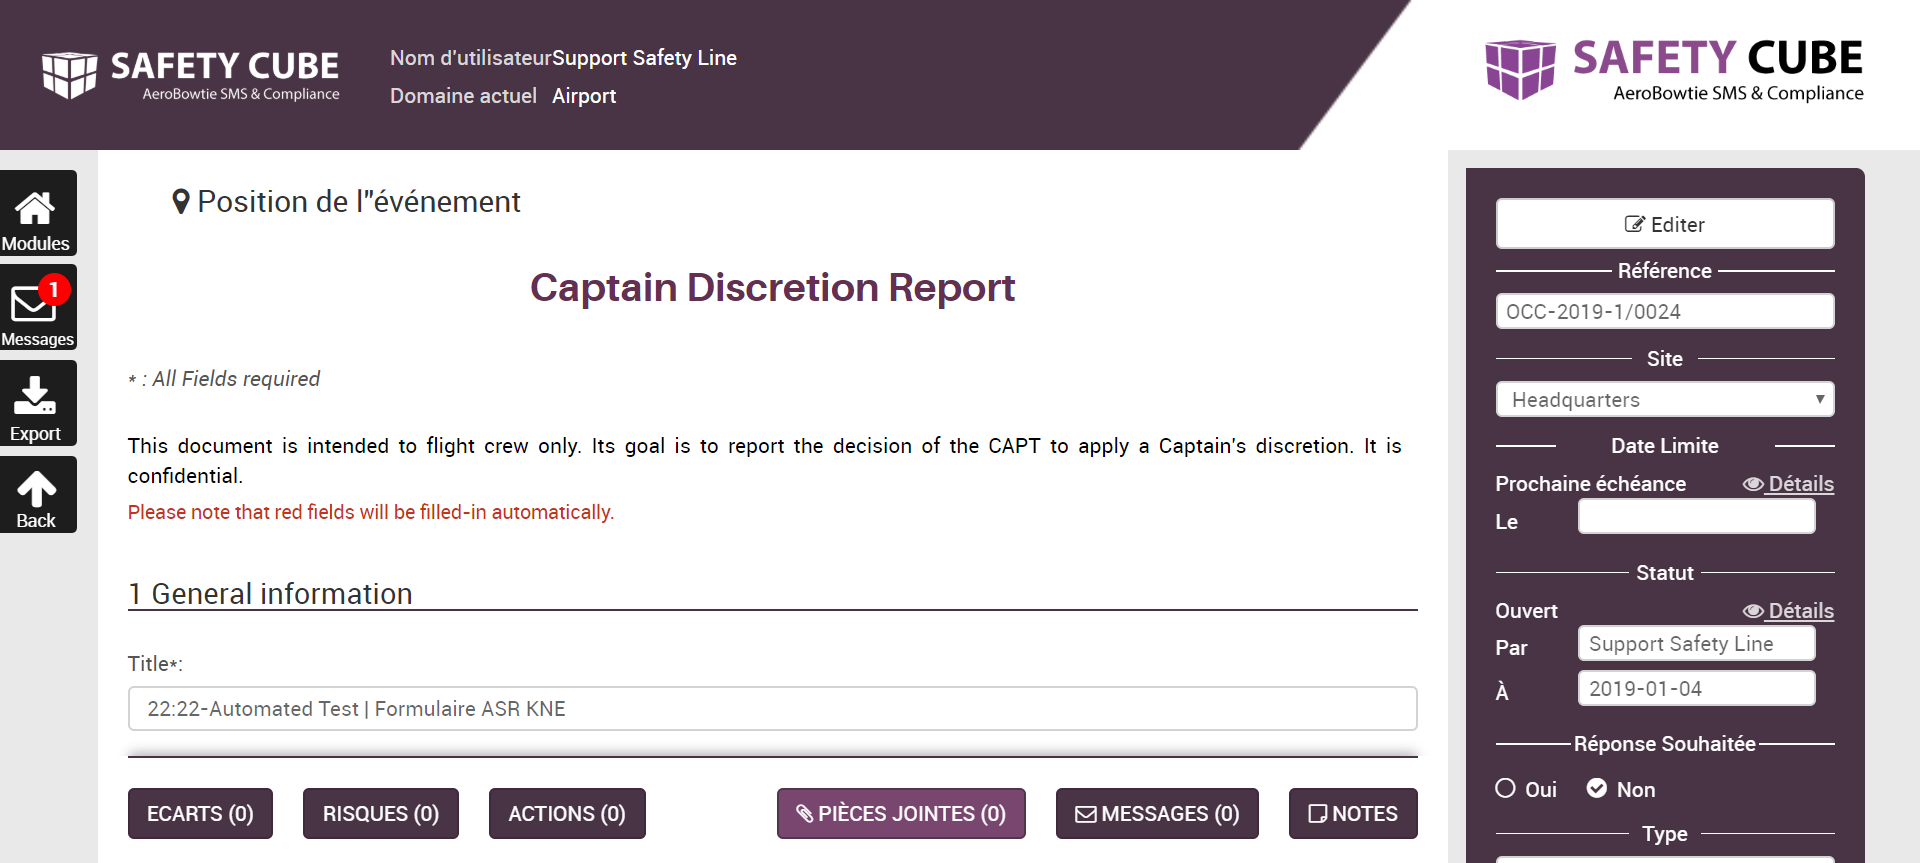 SAFETY CUBE
AeroBowtie SMS & Compliance
Nom d'utilisateur Support Safety Line
Domaine actuel Airport
SAFETY CUBE
AeroBowtie SMS & Compliance
Modules
1
Messages
Export
Back
Position de l"événement
Captain Discretion Report
* : All Fields required
This document is intended to flight crew only. Its goal is to report the decision of the CAPT to apply a Captain's discretion. It is
confidential.
Please note that red fields will be filled-in automatically.
1 General information
Title*:
22:22-Automated Test | Formulaire ASR KNE
ECARTS (0)
RISQUES (0)
ACTIONS (0)
PIÈCES JOINTES (0)
MESSAGES (0)
NOTES
Editer
Référence
OCC-2019-1/0024
Site
Headquarters
Date Limite
Prochaine échéance Détails
Le
Statut
Ouvert Détails
Par Support Safety Line
À 2019-01-04
Réponse Souhaitée
Oui Non
Type